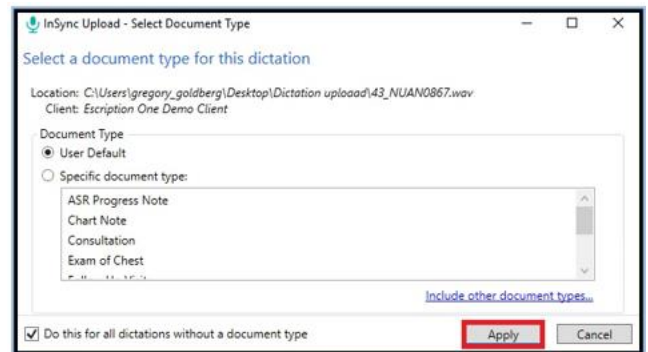 InSync Upload - Select Document Type
Select a document type for this dictation
Location: C:\Users\gregory_goldberg\Desktop\Dictation uploaad\43_NUAN0867.wav
Client: Escription One Demo Client
Document Type
User Default
Specific document type:
ASR Progress Note
Chart Note
Consultation
Exam of Chest
Include other document types...
Do this for all dictations without a document type
Apply
Cancel